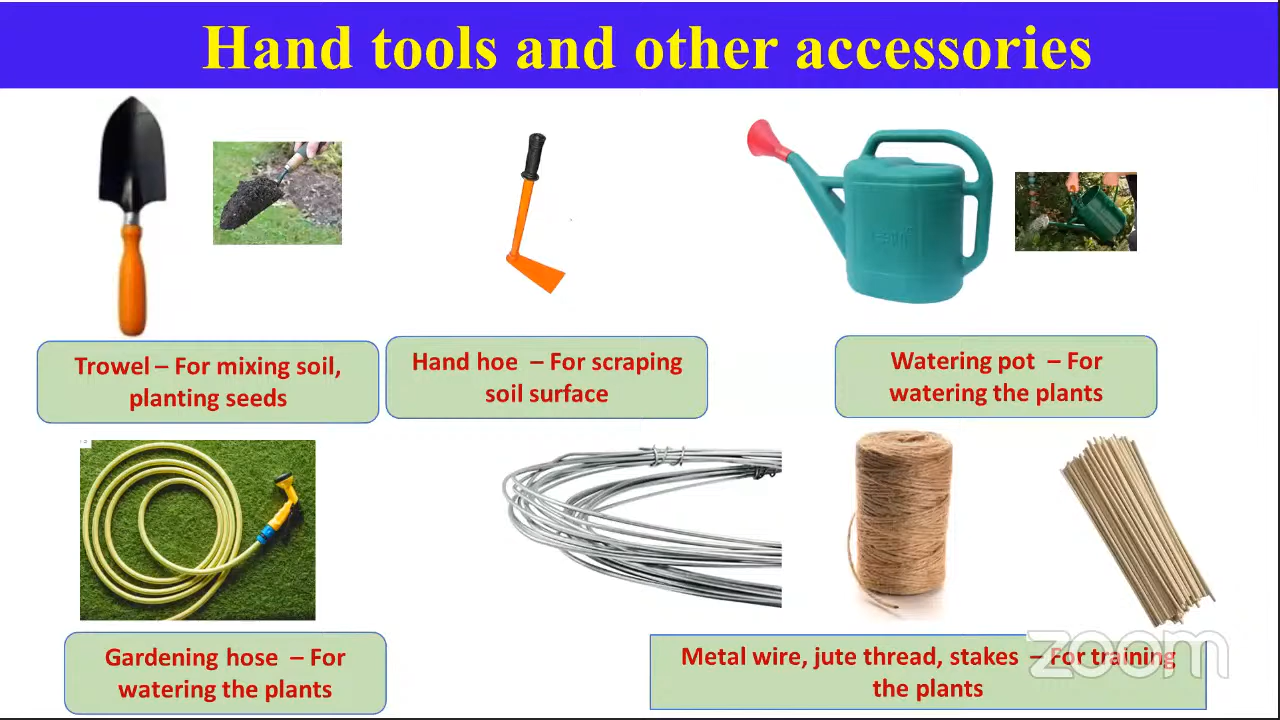 Hand tools and other accessories
Trowel – For mixing soil,
planting seeds
Hand hoe – For scraping
soil surface
Watering pot – For
watering the plants
Gardening hose – For
watering the plants
Metal wire, jute thread, stakes – For training
the plants
zoom